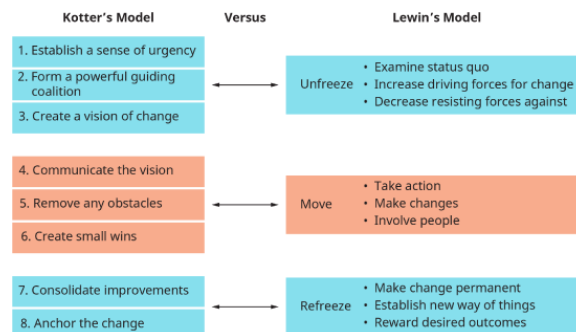 Kotter's Model Versus Lewin's Model
1. Establish a sense of urgency
2. Form a powerful guiding
coalition
3. Create a vision of change
Unfreeze
• Examine status quo
• Increase driving forces for change
• Decrease resisting forces against
4. Communicate the vision
5. Remove any obstacles
6. Create small wins
Move
• Take action
• Make changes
• Involve people
7. Consolidate improvements
8. Anchor the change
Refreeze
• Make change permanent
• Establish new way of things
• Reward desired outcomes